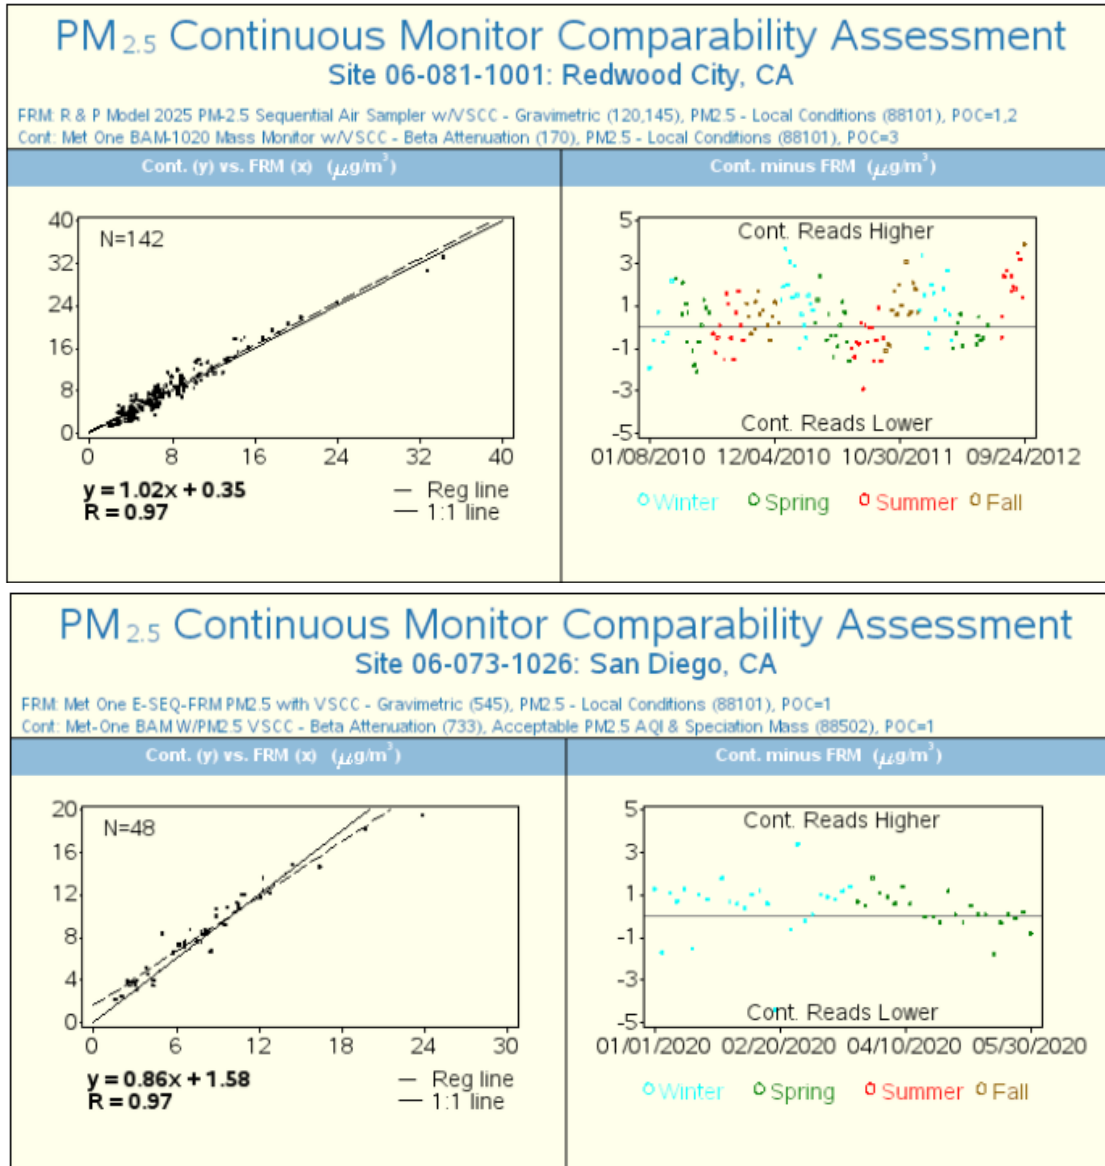 PM 2.5 Continuous Monitor Comparability Assessment
Site 06-081-1001: Redwood City, CA
FRM: R & P Model 2025 PM-2.5 Sequential Air Sampler w/VSCC - Gravimetric (120,145), PM2.5 - Local Conditions (88101), POC=1,2
Cont: Met One BAM-1020 Mass Monitor w/VSCC - Beta Attenuation (170), PM2.5 - Local Conditions (88101), POC=3
Cont. (y) vs. FRM (x) (μg/m³)
40
32
24
16
8
0
N=142
0 8 16 24 32 40
y = 1.02x + 0.35
R = 0.97
— Reg line
— 1:1 line
Cont. minus FRM (μg/m³)
5
3
1
-1
-3
-5
Cont. Reads Higher
Cont. Reads Lower
01/08/2010 12/04/2010 10/30/2011 09/24/2012
Winter Spring Summer Fall
PM 2.5 Continuous Monitor Comparability Assessment
Site 06-073-1026: San Diego, CA
FRM: Met One E-SEQ-FRM PM2.5 with VSCC - Gravimetric (545), PM2.5 - Local Conditions (88101), POC=1
Cont: Met-One BAM W/PM2.5 VSCC - Beta Attenuation (733), Acceptable PM2.5 AQI & Speciation Mass (88502), POC=1
Cont. (y) vs. FRM (x) (μg/m³)
20
16
12
8
4
0
N=48
0 6 12 18 24 30
y = 0.86x + 1.58
R = 0.97
— Reg line
— 1:1 line
Cont. minus FRM (μg/m³)
5
3
1
-1
-3
-5
Cont. Reads Higher
Cont. Reads Lower
01/01/2020 02/20/2020 04/10/2020 05/30/2020
Winter Spring Summer Fall